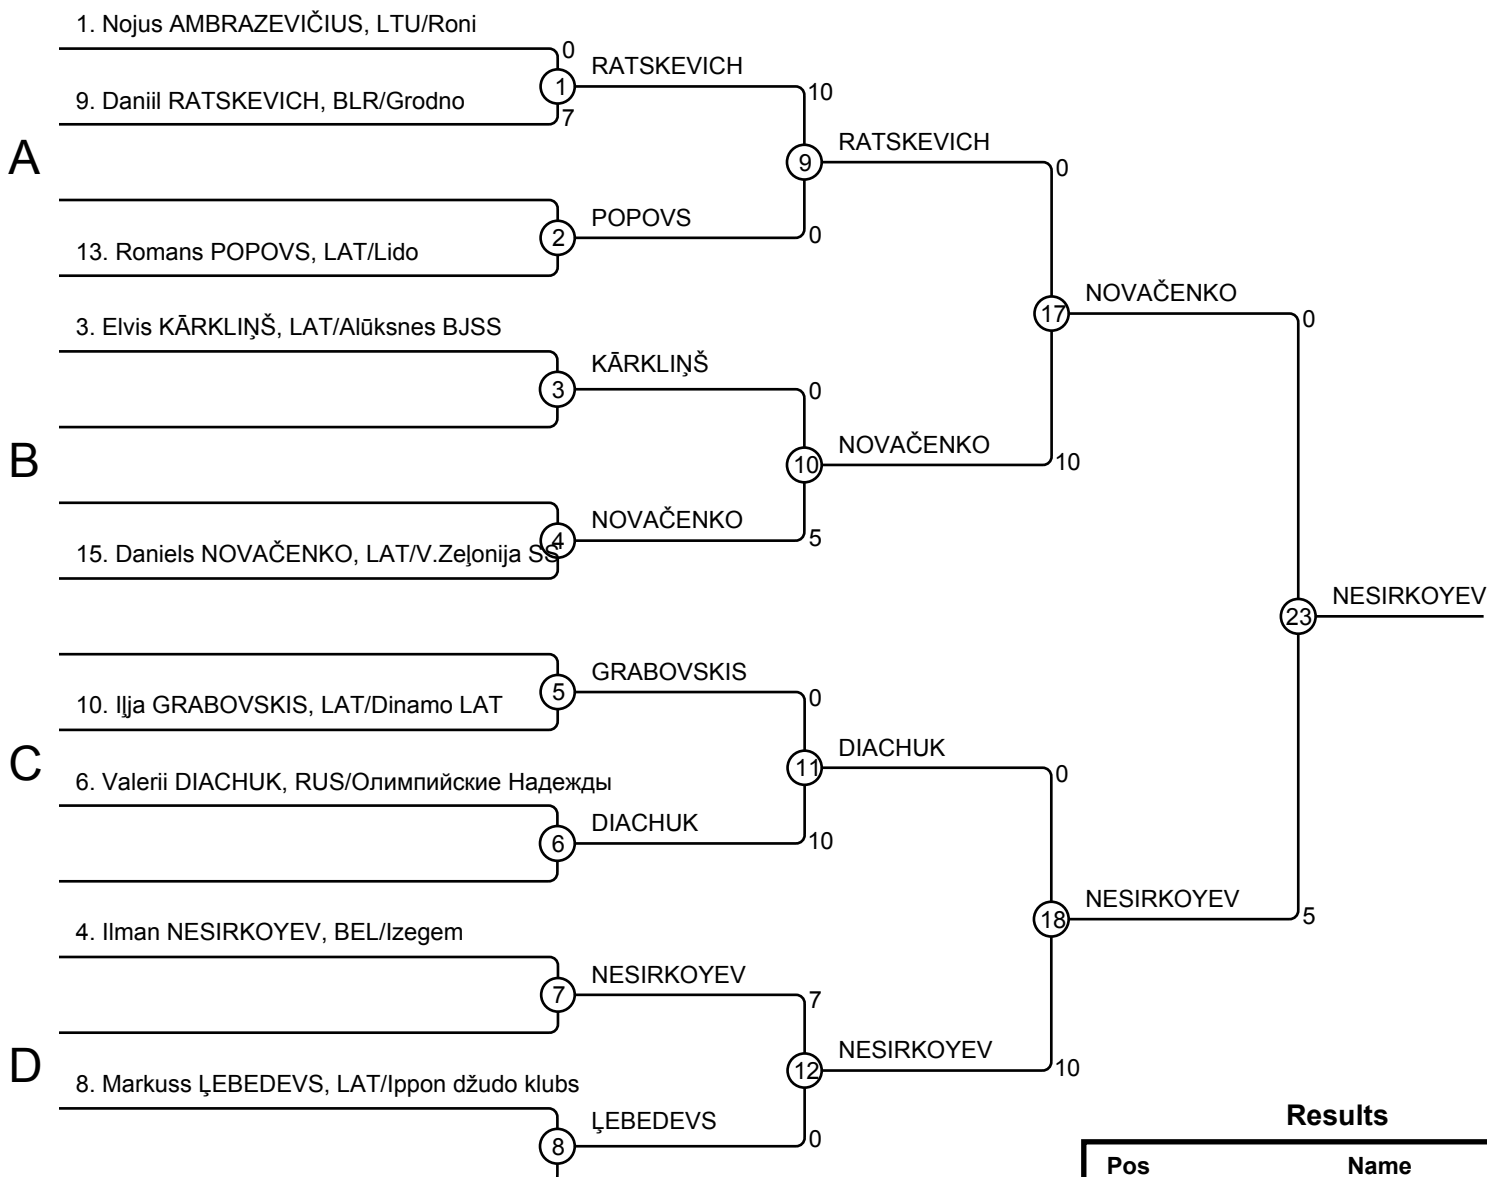 1. Nojus AMBRAZEVIČIUS, LTU/Roni
0
1
RATSKEVICH
9. Daniil RATSKEVICH, BLR/Grodno
7
10
A
9
RATSKEVICH
0
2
POPOVS
0
13. Romans POPOVS, LAT/Lido
3. Elvis KĀRKLIŅŠ, LAT/Alūksnes BJSS
17
NOVAČENKO
0
3
KĀRKLIŅŠ
0
B
10
NOVAČENKO
10
4
NOVAČENKO
5
15. Daniels NOVAČENKO, LAT/V.Zeļonija SS
23
NESIRKOYEV
5
GRABOVSKIS
0
10. Iļja GRABOVSKIS, LAT/Dinamo LAT
C
11
DIACHUK
0
6. Valerii DIACHUK, RUS/Олимпийские Надежды
6
DIACHUK
10
4. Ilman NESIRKOYEV, BEL/Izegem
18
NESIRKOYEV
5
7
NESIRKOYEV
7
D
12
NESIRKOYEV
10
8. Markuss ĻEBEDEVS, LAT/Ippon džudo klubs
8
ĻEBEDEVS
0
Results
Pos Name